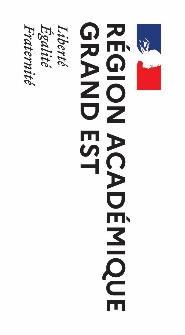 RÉGION ACADÉMIQUE
GRAND EST
Liberté
Égalité
Fraternité